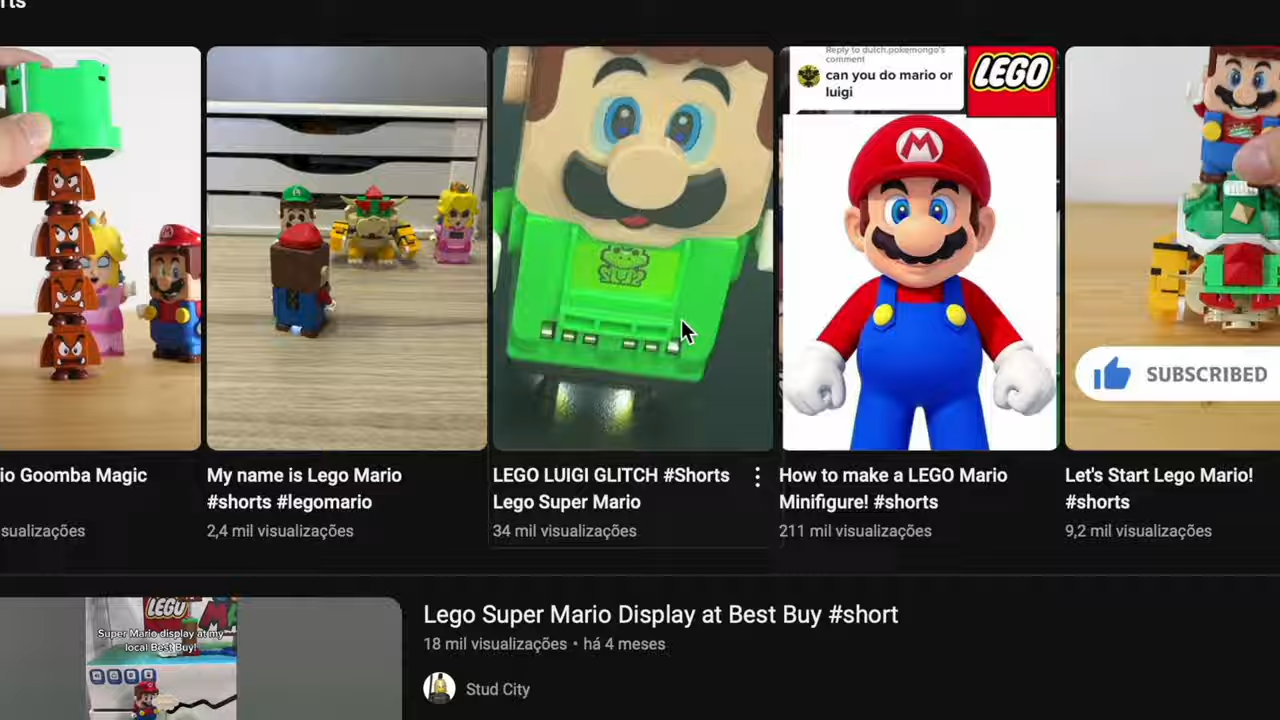 rts
Reply to dutch.pokemongo's
comment
can you do mario or
luigi
LEGO
M
M
SUBSCRIBED
io Goomba Magic
sualizações
My name is Lego Mario
#shorts #legomario
2,4 mil visualizações
LEGO LUIGI GLITCH #Shorts
Lego Super Mario
34 mil visualizações
How to make a LEGO Mario
Minifigure! #shorts
211 mil visualizações
Let's Start Lego Mario!
#shorts
9,2 mil visualizações
LEGO
Super Mario display at my
local Best Buy!
Lego Super Mario Display at Best Buy #short
18 mil visualizações • há 4 meses
Stud City